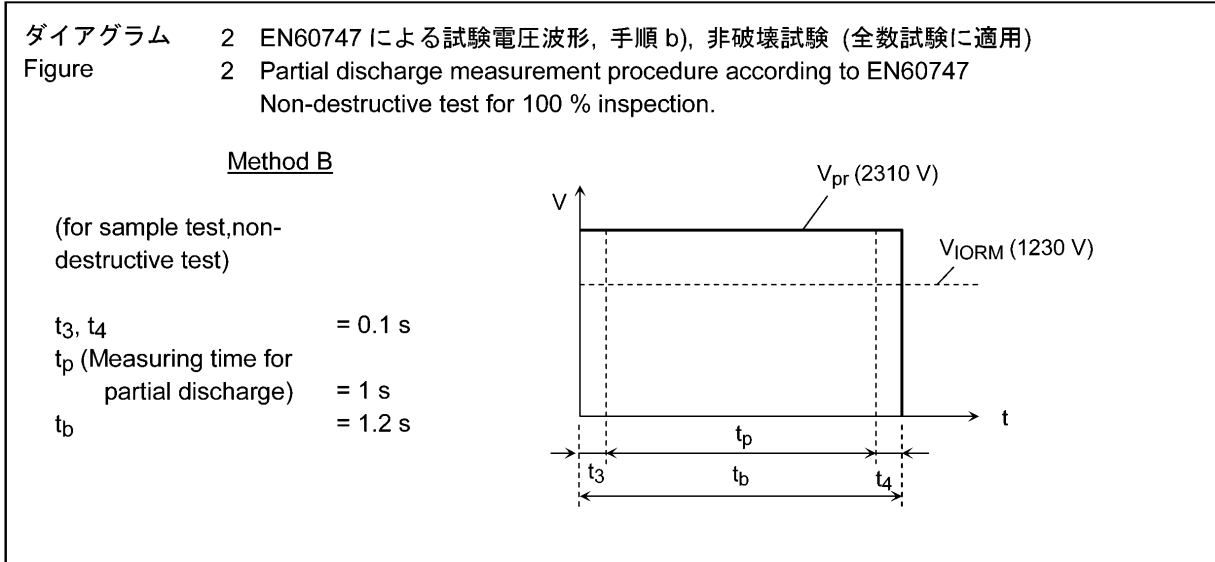 ダイアグラム 2 EN60747 による試験電圧波形, 手順 b), 非破壊試験 (全数試験に適用)
Figure 2 Partial discharge measurement procedure according to EN60747
Non-destructive test for 100 % inspection.
Method B
(for sample test,non-
destructive test)
t3, t4 = 0.1 s
tp (Measuring time for
partial discharge) = 1 s
tb = 1.2 s
Vpr (2310 V)
V
VIORM (1230 V)
t
tp
t3 tb t4